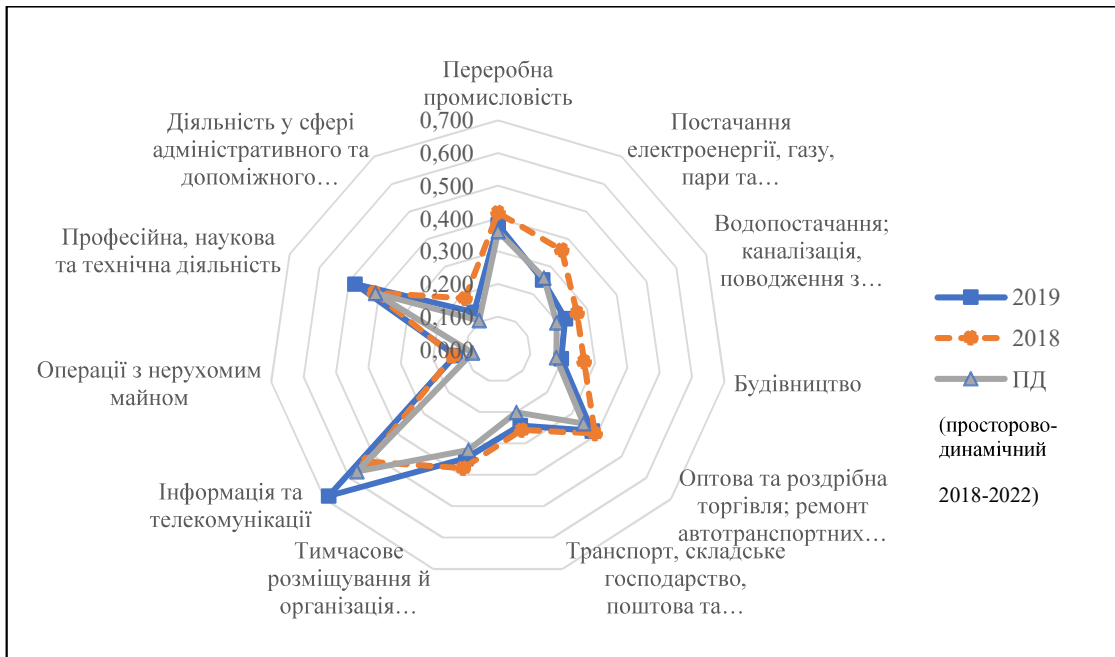 Переробна
промисловість
Постачання
електроенергії, газу,
пари та…
Водопостачання;
каналізація,
поводження з…
Будівництво
Оптова та роздрібна
торгівля; ремонт
автотранспортних…
Транспорт, складське
господарство,
поштова та…
Тимчасове
розміщування й
організація…
Інформація та
телекомунікації
Операції з нерухомим
майном
Професійна, наукова
та технічна діяльність
Діяльність у сфері
адміністративного та
допоміжного…
0,700
0,600
0,500
0,400
0,300
0,200
0,100
0,000
2019
2018
ПД
(просторово-
динамічний
2018-2022)